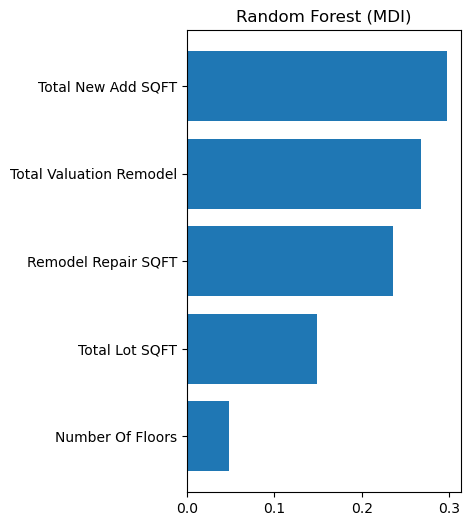 Random Forest (MDI)
Total New Add SQFT
Total Valuation Remodel
Remodel Repair SQFT
Total Lot SQFT
Number Of Floors
0.0 0.1 0.2 0.3